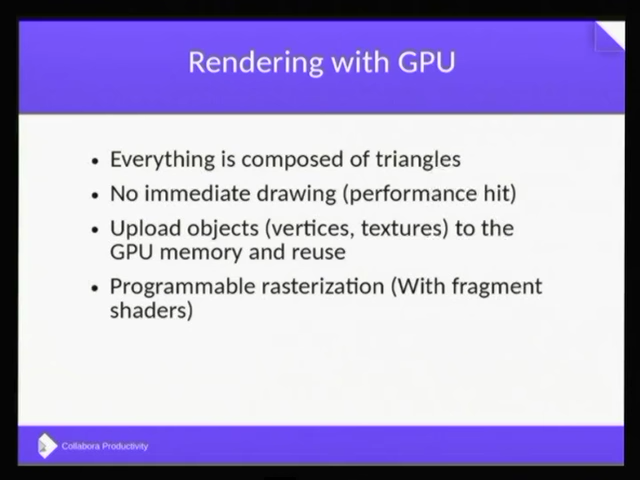 Rendering with GPU
• Everything is composed of triangles
• No immediate drawing (performance hit)
• Upload objects (vertices, textures) to the
GPU memory and reuse
• Programmable rasterization (With fragment
shaders)
Collabora Productivity